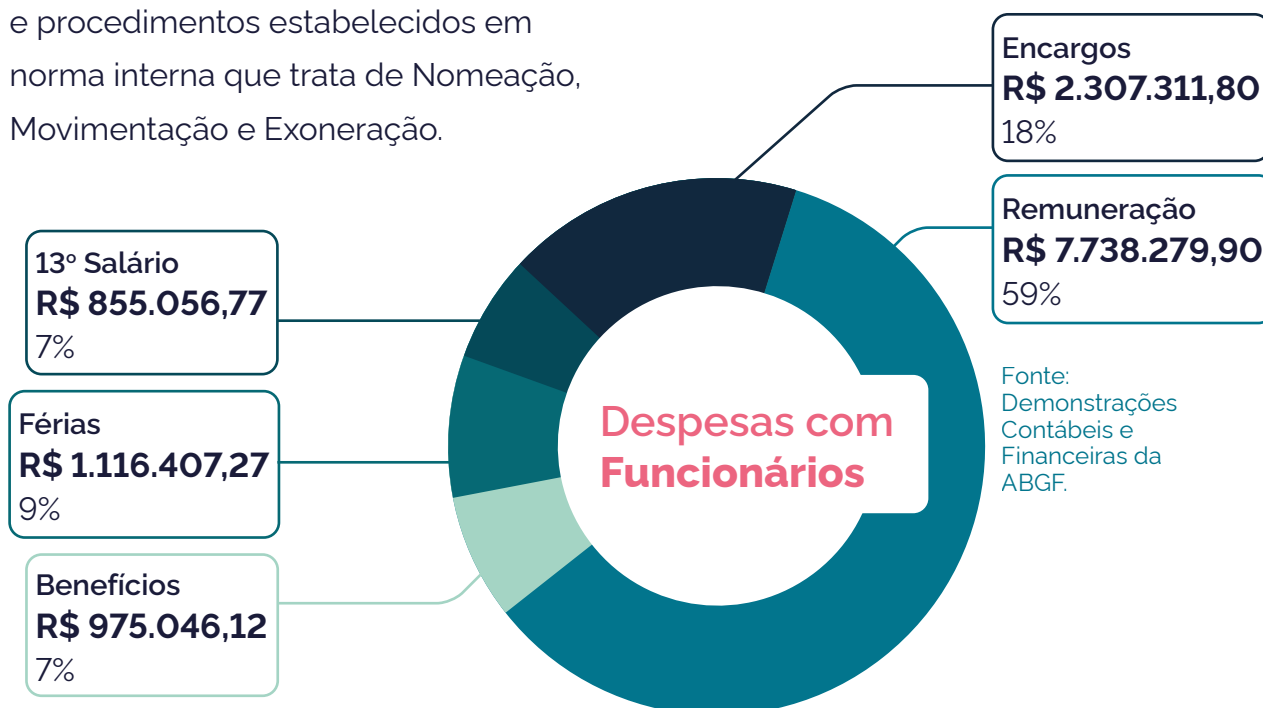 e procedimentos estabelecidos em
norma interna que trata de Nomeação,
Movimentação e Exoneração.
Encargos
R$ 2.307.311,80
18%
Remuneração
R$ 7.738.279,90
59%
13º Salário
R$ 855.056,77
7%
Férias
R$ 1.116.407,27
9%
Benefícios
R$ 975.046,12
7%
Despesas com
Funcionários
Fonte:
Demonstrações
Contábeis e
Financeiras da
ABGF.